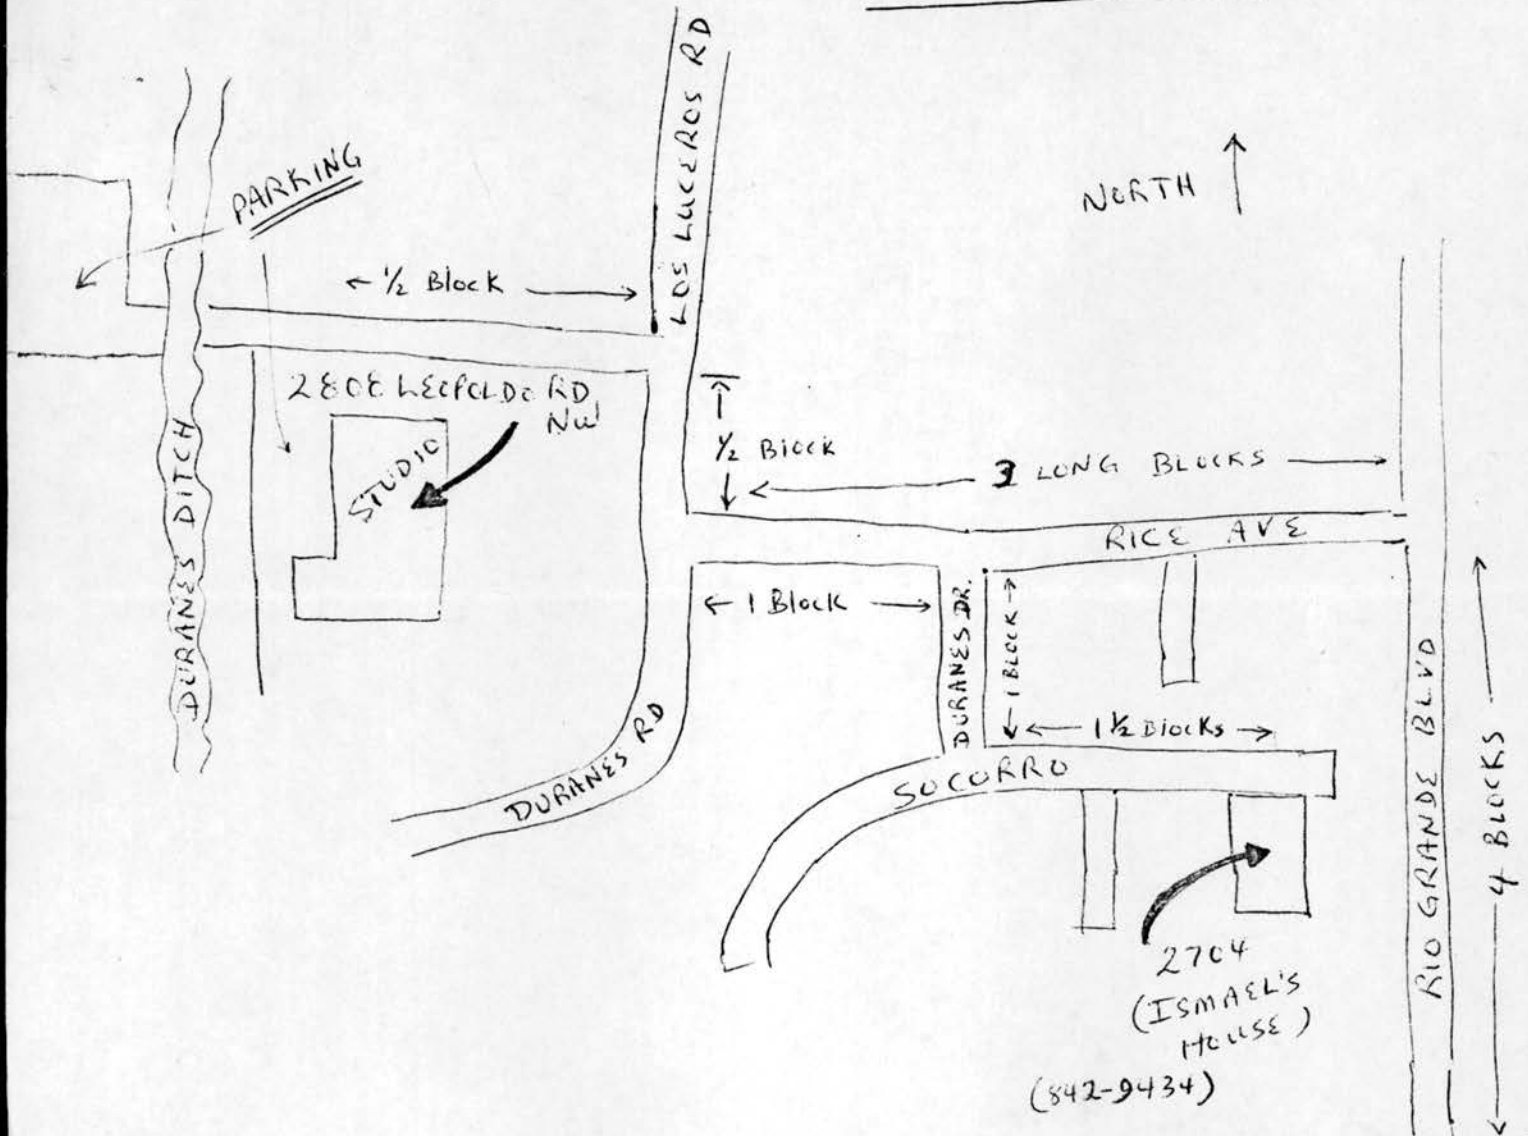 LOS LUCEROS RD
PARKING
NORTH
½ Block
2808 LEOPOLDO RD
NW
STUDIO
½ Block
3 LONG BLOCKS
RICE AVE
DURANES DITCH
1 Block
DURANES DR.
1 BLOCK
1½ Blocks
DURANES RD
SOCORRO
RIO GRANDE BLVD
4 BLOCKS
2704
(ISMAEL'S
HOUSE)
(842-9434)